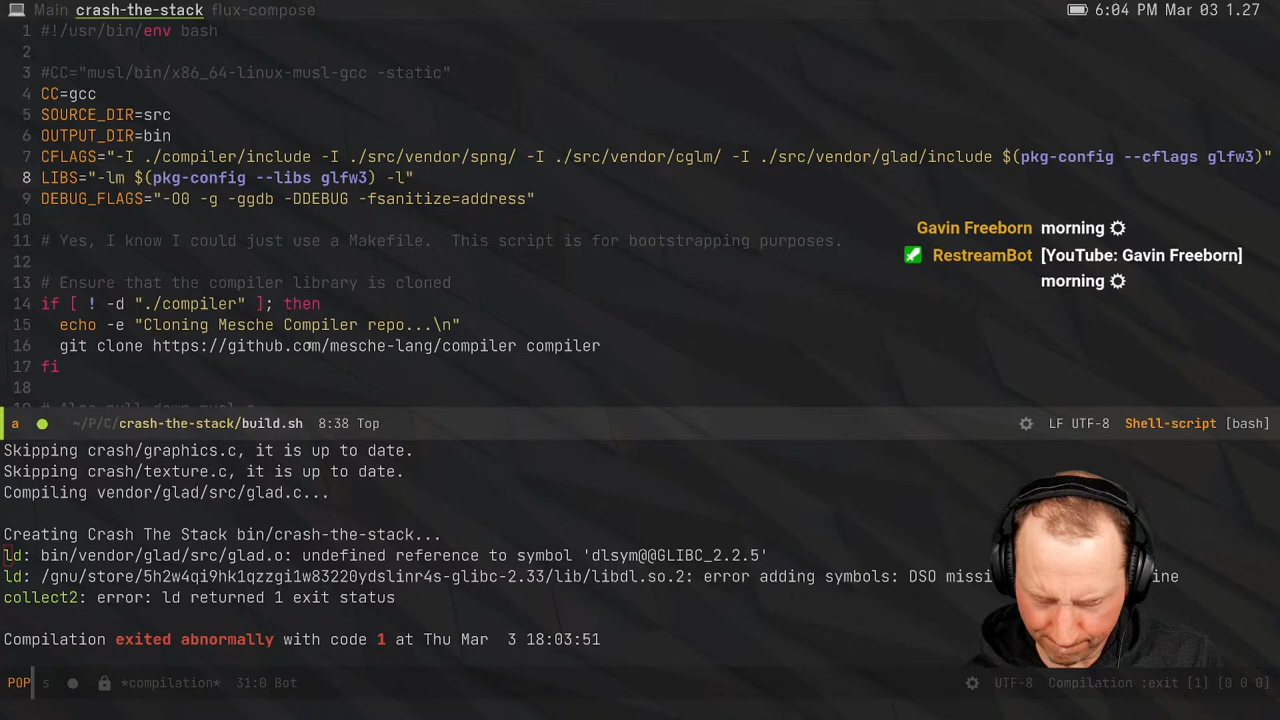 Main crash-the-stack flux-compose 6:04 PM Mar 03 1.27
1 #!/usr/bin/env bash
2
3 #CC="musl/bin/x86_64-linux-musl-gcc -static"
4 CC=gcc
5 SOURCE_DIR=src
6 OUTPUT_DIR=bin
7 CFLAGS="-I ./compiler/include -I ./src/vendor/spng/ -I ./src/vendor/cglm/ -I ./src/vendor/glad/include $(pkg-config --cflags glfw3)"
8 LIBS="-lm $(pkg-config --libs glfw3) -l"
9 DEBUG_FLAGS="-O0 -g -ggdb -DDEBUG -fsanitize=address"
10
11 # Yes, I know I could just use a Makefile.  This script is for bootstrapping purposes.
12
13 # Ensure that the compiler library is cloned
14 if [ ! -d "./compiler" ]; then
15 echo -e "Cloning Mesche Compiler repo...\n"
16 git clone https://github.com/mesche-lang/compiler compiler
17 fi
18
Gavin Freeborn morning
RestreamBot [YouTube: Gavin Freeborn]
morning
a ~/P/C/crash-the-stack/build.sh 8:38 Top LF UTF-8 Shell-script [bash]
Skipping crash/graphics.c, it is up to date.
Skipping crash/texture.c, it is up to date.
Compiling vendor/glad/src/glad.c...
Creating Crash The Stack bin/crash-the-stack...
ld: bin/vendor/glad/src/glad.o: undefined reference to symbol 'dlsym@@GLIBC_2.2.5'
ld: /gnu/store/5h2w4qi9hk1qzzgi1w83220ydslinr4s-glibc-2.33/lib/libdl.so.2: error adding symbols: DSO
collect2: error: ld returned 1 exit status
Compilation exited abnormally with code 1 at Thu Mar  3 18:03:51
POP s *compilation* 31:0 Bot UTF-8 Compilation :exit [1] [0 0 0]